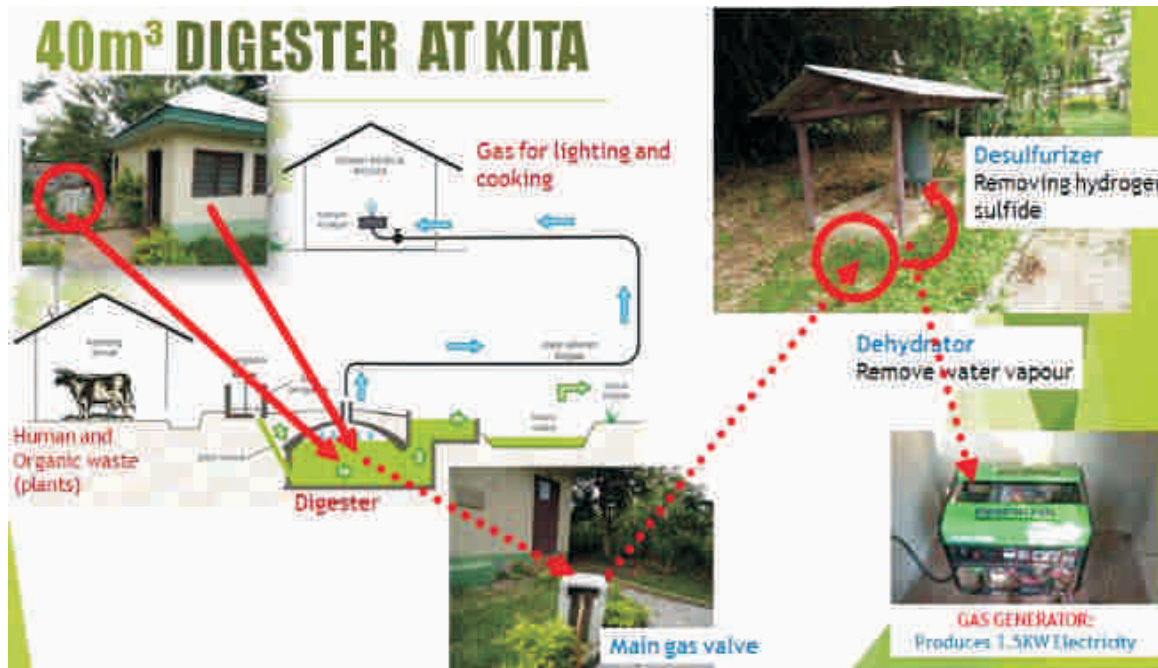 40m³ DIGESTER AT KITA
Gas for lighting and
cooking
Desulfurizer
Removing hydrogen
sulfide
Dehydrator
Remove water vapour
Human and
Organic waste
(plants)
Digester
Main gas valve
GAS GENERATOR:
Produces 1.5KW Electricity